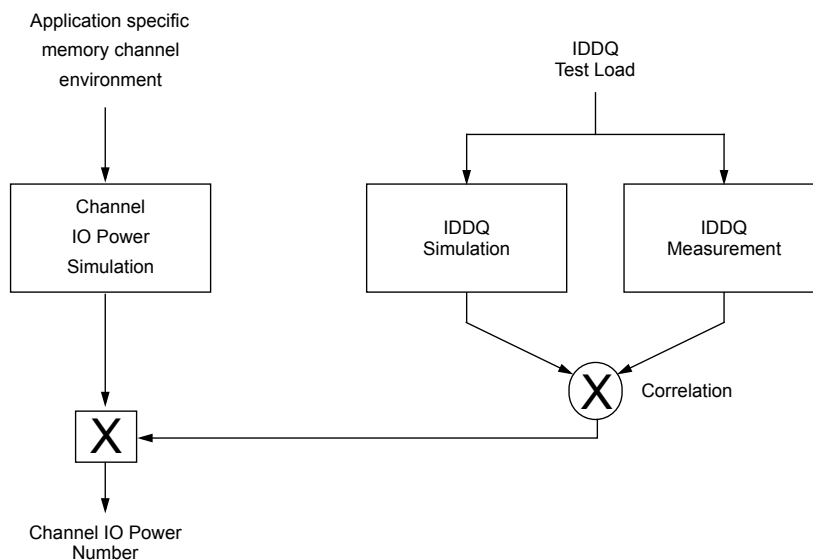 Application specific
memory channel
environment
IDDQ
Test Load
Channel
IO Power
Simulation
IDDQ
Simulation
IDDQ
Measurement
X
Correlation
X
Channel IO Power
Number